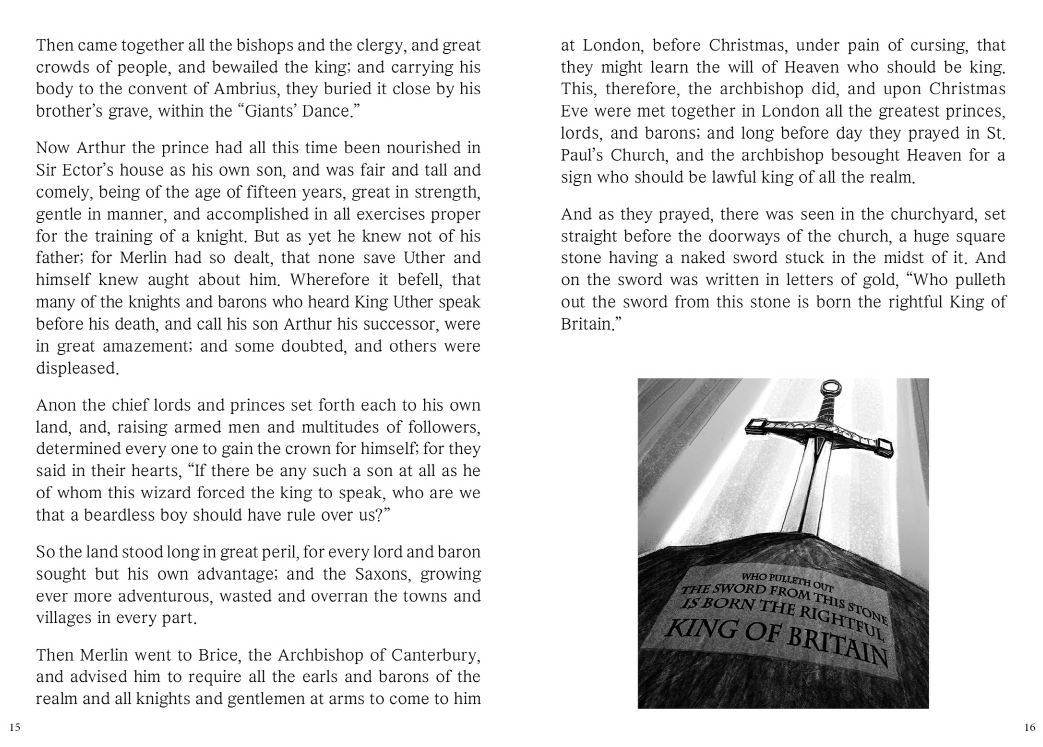 Then came together all the bishops and the clergy, and great
crowds of people, and bewailed the king; and carrying his
body to the convent of Ambrius, they buried it close by his
brother’s grave, within the “Giants’ Dance.”
Now Arthur the prince had all this time been nourished in
Sir Ector’s house as his own son, and was fair and tall and
comely, being of the age of fifteen years, great in strength,
gentle in manner, and accomplished in all exercises proper
for the training of a knight. But as yet he knew not of his
father; for Merlin had so dealt, that none save Uther and
himself knew aught about him. Wherefore it befell, that
many of the knights and barons who heard King Uther speak
before his death, and call his son Arthur his successor, were
in great amazement; and some doubted, and others were
displeased.
Anon the chief lords and princes set forth each to his own
land, and, raising armed men and multitudes of followers,
determined every one to gain the crown for himself; for they
said in their hearts, “If there be any such a son at all as he
of whom this wizard forced the king to speak, who are we
that a beardless boy should have rule over us?”
So the land stood long in great peril, for every lord and baron
sought but his own advantage; and the Saxons, growing
ever more adventurous, wasted and overran the towns and
villages in every part.
Then Merlin went to Brice, the Archbishop of Canterbury,
and advised him to require all the earls and barons of the
realm and all knights and gentlemen at arms to come to him
15
at London, before Christmas, under pain of cursing, that
they might learn the will of Heaven who should be king.
This, therefore, the archbishop did, and upon Christmas
Eve were met together in London all the greatest princes,
lords, and barons; and long before day they prayed in St.
Paul’s Church, and the archbishop besought Heaven for a
sign who should be lawful king of all the realm.
And as they prayed, there was seen in the churchyard, set
straight before the doorways of the church, a huge square
stone having a naked sword stuck in the midst of it. And
on the sword was written in letters of gold, “Who pulleth
out the sword from this stone is born the rightful King of
Britain.”
WHO PULLETH OUT
THE SWORD FROM THIS STONE
IS BORN THE RIGHTFUL
KING OF BRITAIN
16